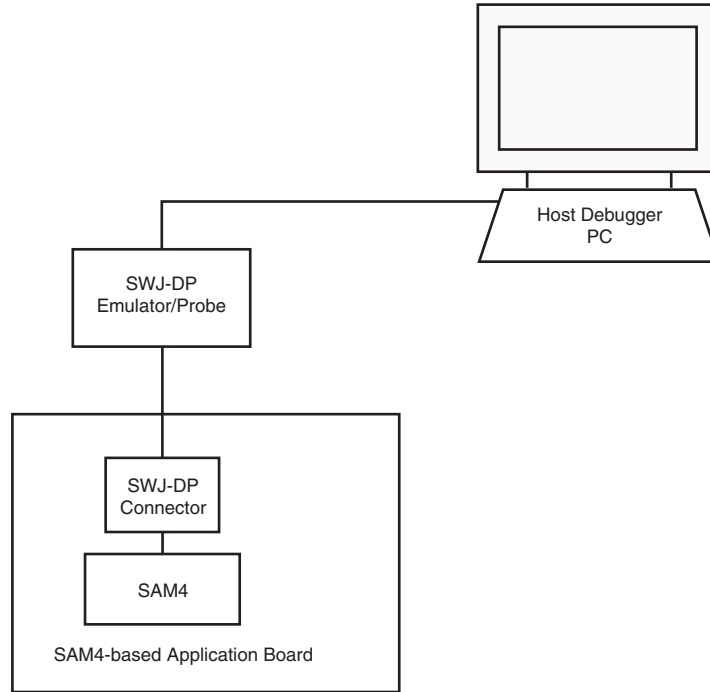 Host Debugger
PC
SWJ-DP
Emulator/Probe
SWJ-DP
Connector
SAM4
SAM4-based Application Board